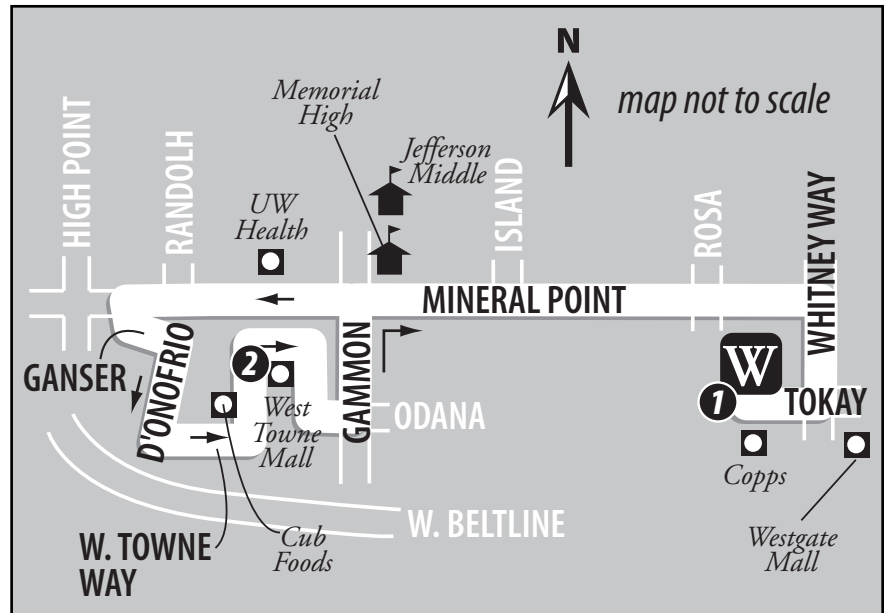 N
map not to scale
Memorial
High
Jefferson
Middle
HIGH POINT
RANDOLH
UW
Health
ISLAND
ROSA
WHITNEY WAY
MINERAL POINT
GANSER
D'ONOFRIO
2
West
Towne
Mall
GAMMON
ODANA
W
1
TOKAY
Copps
Westgate
Mall
W. BELTLINE
Cub
Foods
W. TOWNE
WAY